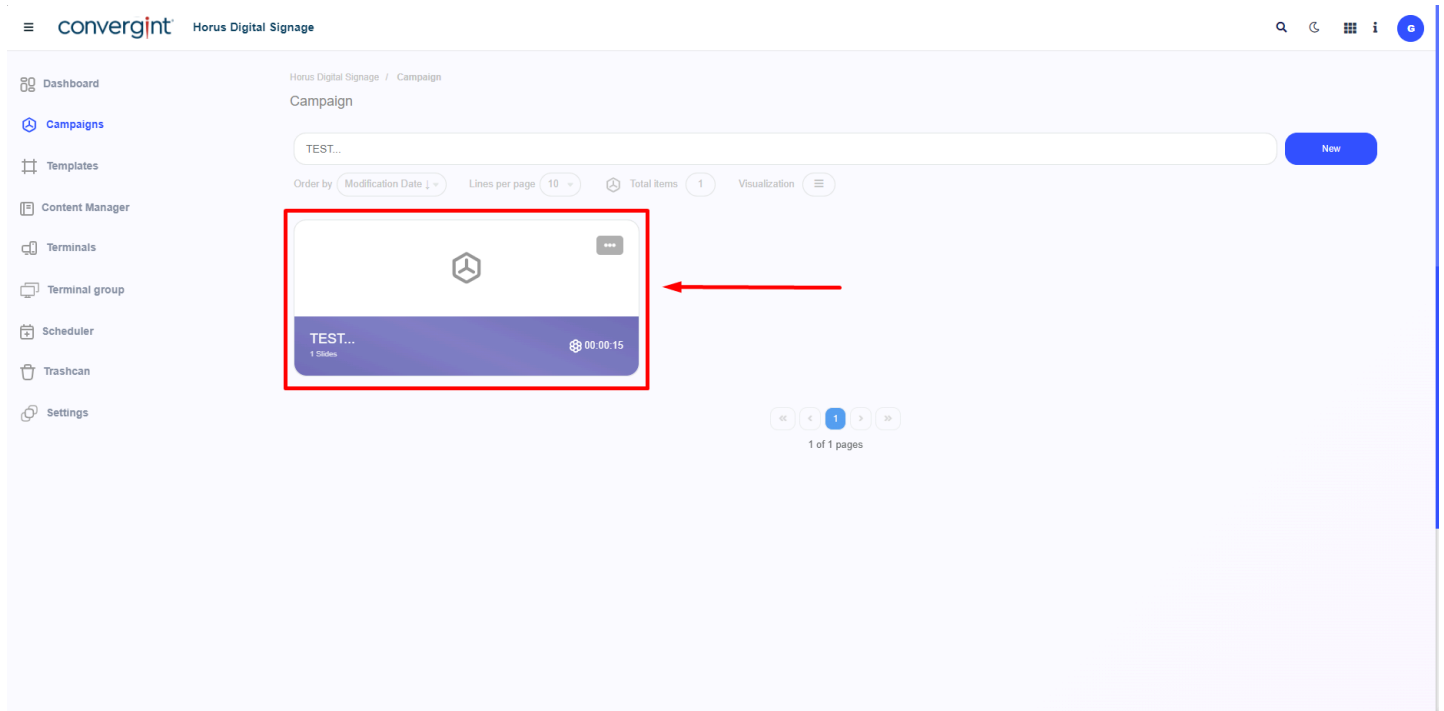 convergint Horus Digital Signage
G
Dashboard
Campaigns
Templates
Content Manager
Terminals
Terminal group
Scheduler
Trashcan
Settings
Horus Digital Signage / Campaign
Campaign
TEST...
New
Order by Modification Date ↓ Lines per page 10 Total items 1 Visualization
TEST...
1 Slides
00:00:15
« < 1 > »
1 of 1 pages